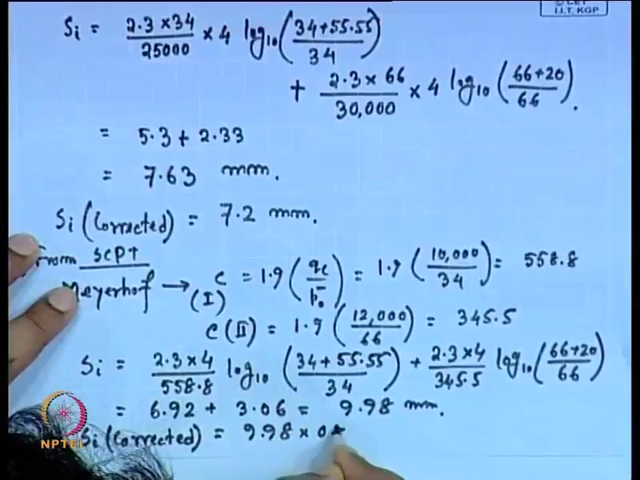 © CET
I.I.T. KGP
Si = 2.3 × 34 / 25000 × 4 log10 (34+55.55 / 34)
+ 2.3 × 66 / 30,000 × 4 log10 (66+20 / 66).
= 5.3 + 2.33
= 7.63 mm.
Si (Corrected) = 7.2 mm.
From SCPT
Meyerhof → (I) C = 1.9 (qc / p̄o) = 1.9 (10,000 / 34) = 558.8
C (II) = 1.9 (12,000 / 66) = 345.5
Si = 2.3 × 4 / 558.8 log10 (34+55.55 / 34) + 2.3 × 4 / 345.5 log10 (66+20 / 66)
= 6.92 + 3.06 = 9.98 mm.
Si (Corrected) = 9.98 × 0
NPTEL